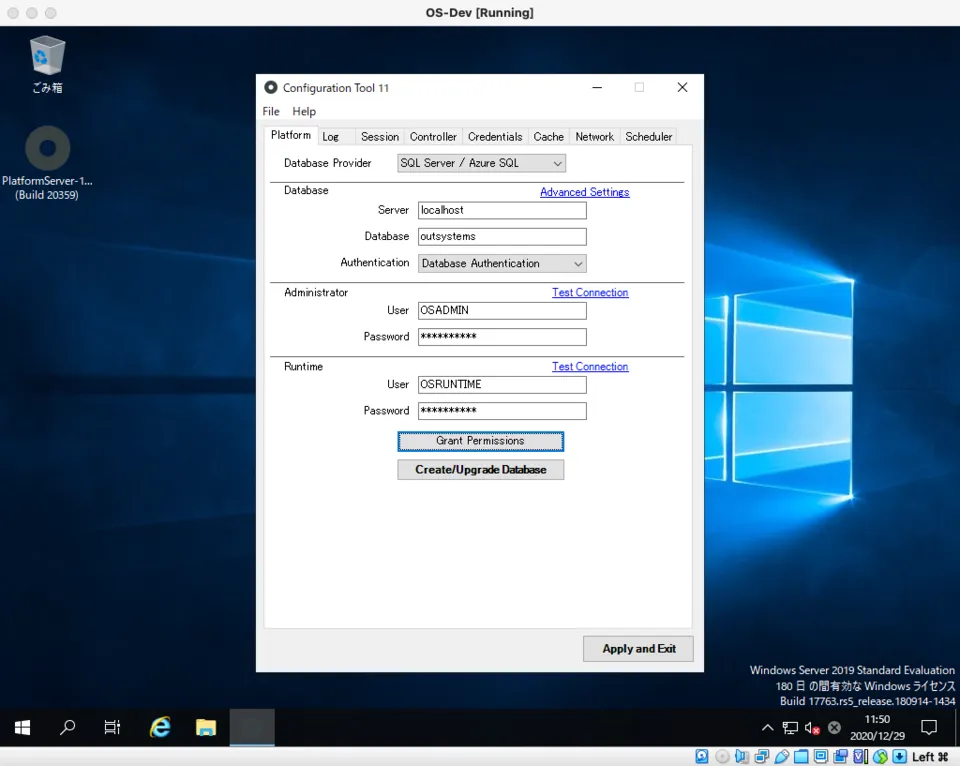 OS-Dev [Running]
ごみ箱
PlatformServer-1...
(Build 20359)
Configuration Tool 11
File Help
Platform Log Session Controller Credentials Cache Network Scheduler
Database Provider SQL Server / Azure SQL
Database Advanced Settings
Server localhost
Database outsystems
Authentication Database Authentication
Administrator Test Connection
User OSADMIN
Password **********
Runtime Test Connection
User OSRUNTIME
Password **********
Grant Permissions
Create/Upgrade Database
Apply and Exit
Windows Server 2019 Standard Evaluation
180 日 の間有効な Windows ライセンス
Build 17763.rs5_release.180914-1434
11:50
2020/12/29
Left ⌘